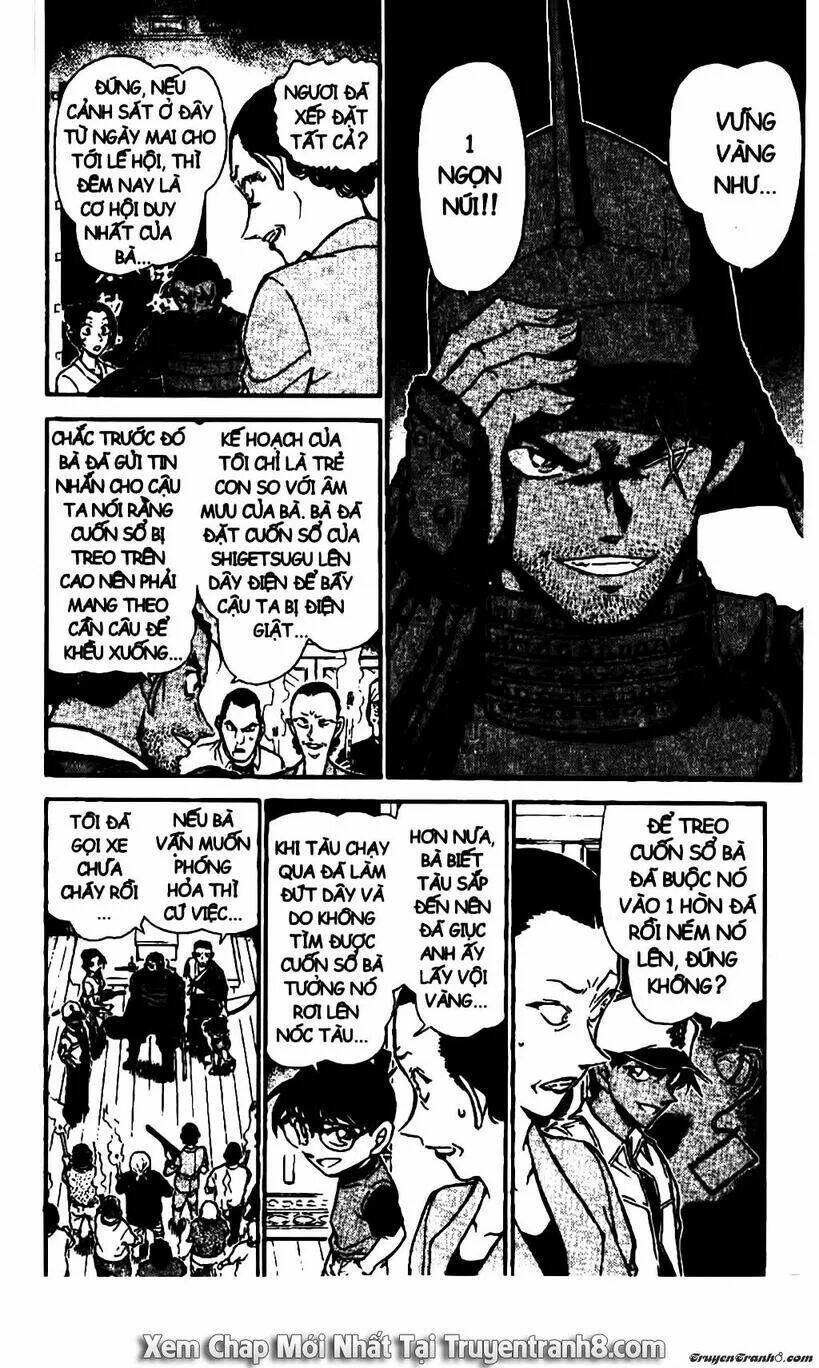 VỮNG
VÀNG
NHƯ...
1
NGỌN
NÚI!!
NGƯƠI ĐÃ
XẾP ĐẶT
TẤT CẢ?
ĐÚNG, NẾU
CẢNH SÁT Ở ĐÂY
TỪ NGÀY MAI CHO
TỚI LỄ HỘI, THÌ
ĐÊM NAY LÀ
CƠ HỘI DUY
NHẤT CỦA
BÀ...
KẾ HOẠCH CỦA
TÔI CHỈ LÀ TRẺ
CON SO VỚI ÂM
MƯU CỦA BÀ. BÀ ĐÃ
ĐẶT CUỐN SỔ CỦA
SHIGETSUGU LÊN
DÂY ĐIỆN ĐỂ BẪY
CẬU TA BỊ ĐIỆN
GIẬT...
CHẮC TRƯỚC ĐÓ
BÀ ĐÃ GỬI TIN
NHẮN CHO CẬU
TA NÓI RẰNG
CUỐN SỔ BỊ
TREO TRÊN
CAO NÊN PHẢI
MANG THEO
CẦN CÂU ĐỂ
KHỀU XUỐNG...
ĐỂ TREO
CUỐN SỔ BÀ
ĐÃ BUỘC NÓ
VÀO 1 HÒN ĐÁ
RỒI NÉM NÓ
LÊN, ĐÚNG
KHÔNG?
HƠN NƯA,
BÀ BIẾT
TÀU SẮP
ĐẾN NÊN
ĐÃ GIỤC
ANH ẤY
LẤY VỘI
VÀNG...
KHI TÀU CHẠY
QUA ĐÃ LÀM
ĐỨT DÂY VÀ
DO KHÔNG
TÌM ĐƯỢC
CUỐN SỔ BÀ
TƯỞNG NÓ
RƠI LÊN
NÓC TÀU...
NẾU BÀ
VẪN MUỐN
PHÓNG
HỎA THÌ
CỨ VIỆC...
TÔI ĐÃ
GỌI XE
CHƯA
CHÁY RỒI
...
Xem Chap Mới Nhất Tại Truyentranh8.com
TruyenTranh8.com